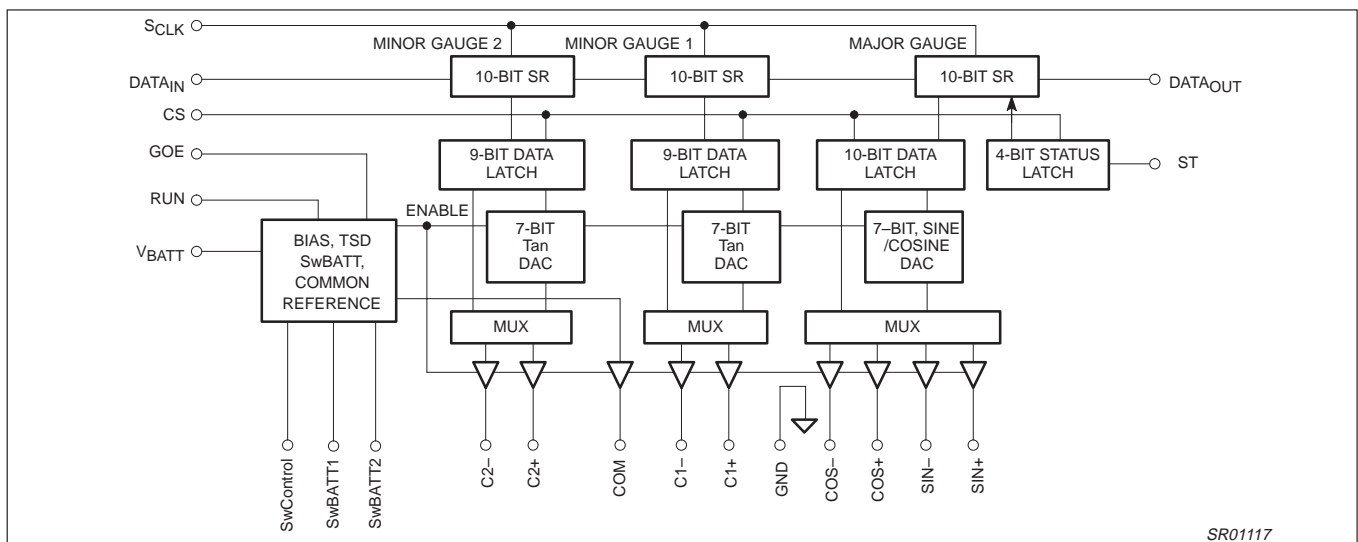 SCLK
MINOR GAUGE 2
MINOR GAUGE 1
MAJOR GAUGE
DATAIN
10-BIT SR
10-BIT SR
10-BIT SR
DATAOUT
CS
GOE
9-BIT DATA
LATCH
9-BIT DATA
LATCH
10-BIT DATA
LATCH
4-BIT STATUS
LATCH
ST
RUN
ENABLE
VBATT
BIAS, TSD
SwBATT,
COMMON
REFERENCE
7-BIT
Tan
DAC
7-BIT
Tan
DAC
7–BIT, SINE
/COSINE
DAC
MUX
MUX
MUX
SwControl
SwBATT1
SwBATT2
C2–
C2+
COM
C1–
C1+
GND
COS–
COS+
SIN–
SIN+
SR01117